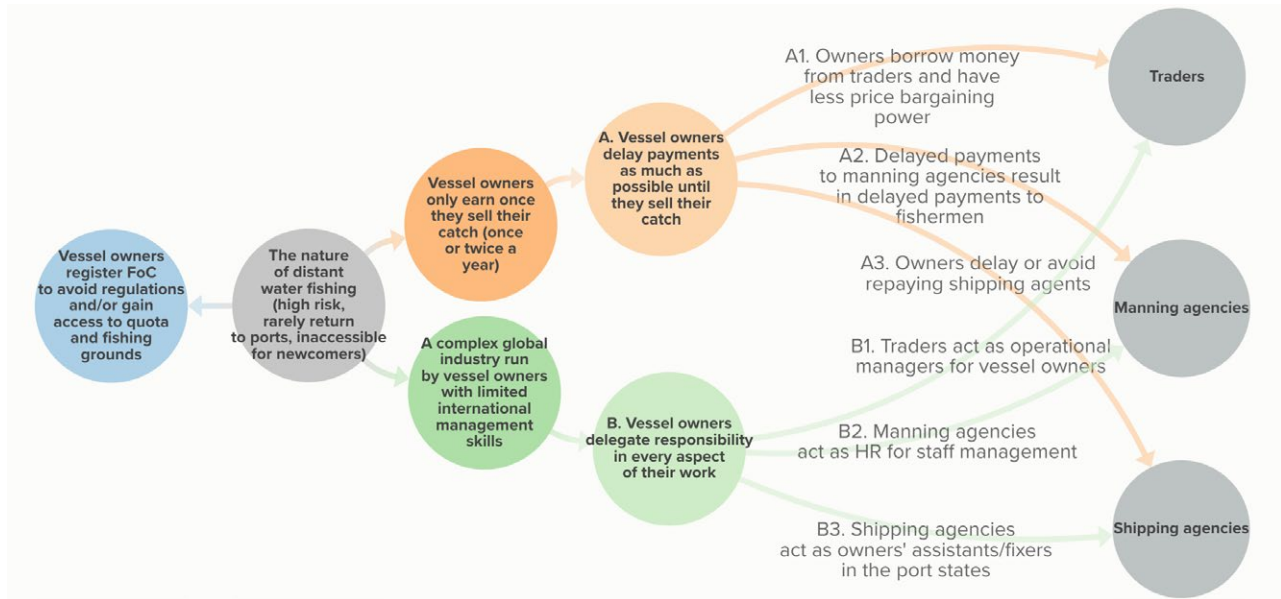 Vessel owners
register FoC
to avoid regulations
and/or gain
access to quota
and fishing
grounds
The nature
of distant
water fishing
(high risk,
rarely return
to ports, inaccessible
for newcomers)
Vessel owners
only earn once
they sell their
catch (once
or twice a
year)
A complex global
industry run
by vessel owners
with limited
international
management
skills
A. Vessel owners
delay payments
as much as
possible until
they sell their
catch
B. Vessel owners
delegate responsibility
in every aspect
of their work
A1. Owners borrow money
from traders and have
less price bargaining
power
A2. Delayed payments
to manning agencies result
in delayed payments to
fishermen
A3. Owners delay or avoid
repaying shipping agents
B1. Traders act as operational
managers for vessel owners
B2. Manning agencies
act as HR for staff management
B3. Shipping agencies
act as owners' assistants/fixers
in the port states
Traders
Manning agencies
Shipping agencies